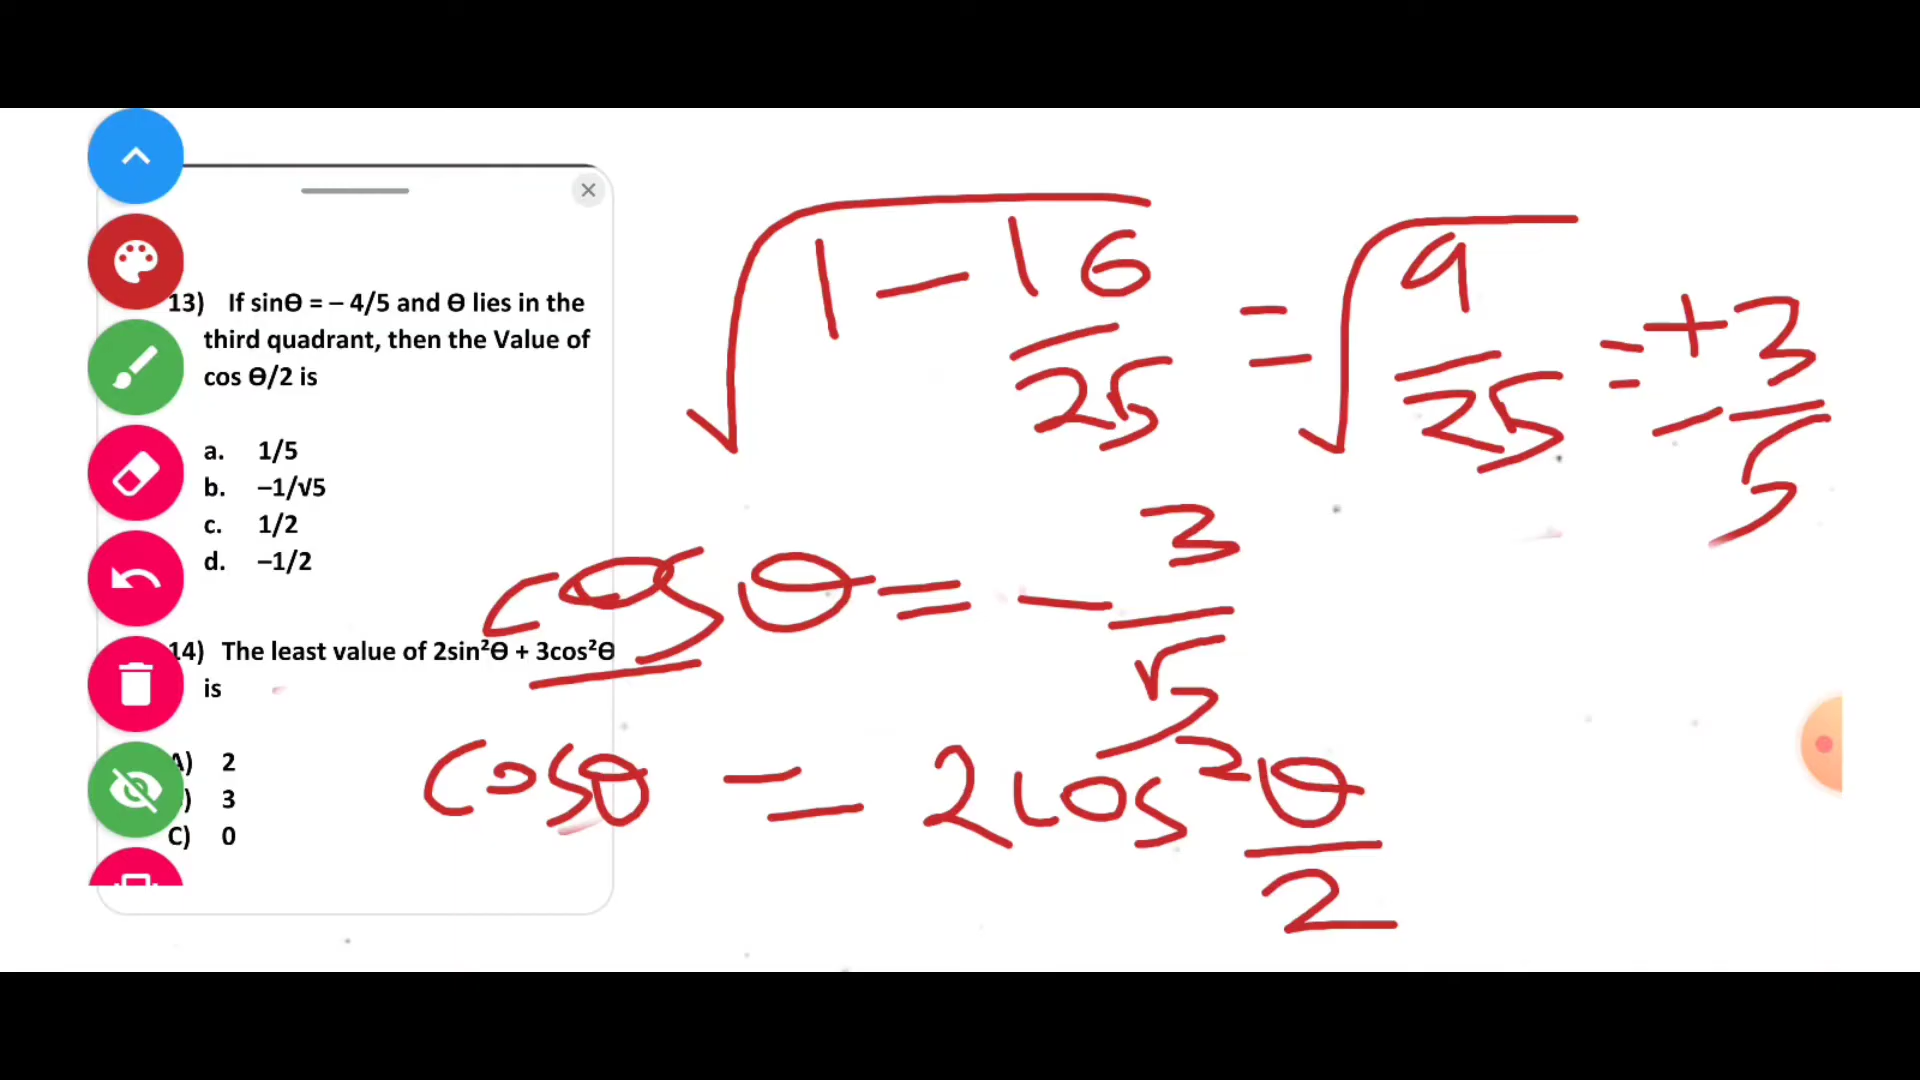 13) If sinθ = – 4/5 and θ lies in the
third quadrant, then the Value of
cos θ/2 is
a. 1/5
b. –1/√5
c. 1/2
d. –1/2
14) The least value of 2sin²θ + 3cos²θ
is
A) 2
) 3
C) 0
√(1 – 16/25) = √(9/25) = ± 3/5
cos θ = – 3/5
cosθ = 2cos² θ/2